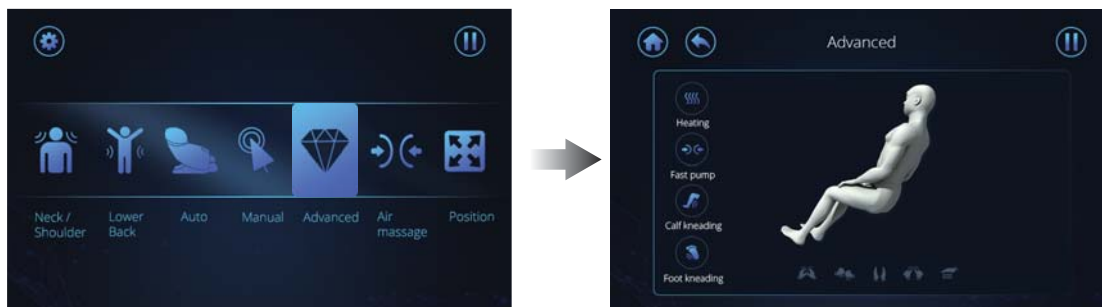 Neck /
Shoulder
Lower
Back
Auto
Manual
Advanced
Air
massage
Position
Advanced
Heating
Fast pump
Calf kneading
Foot kneading